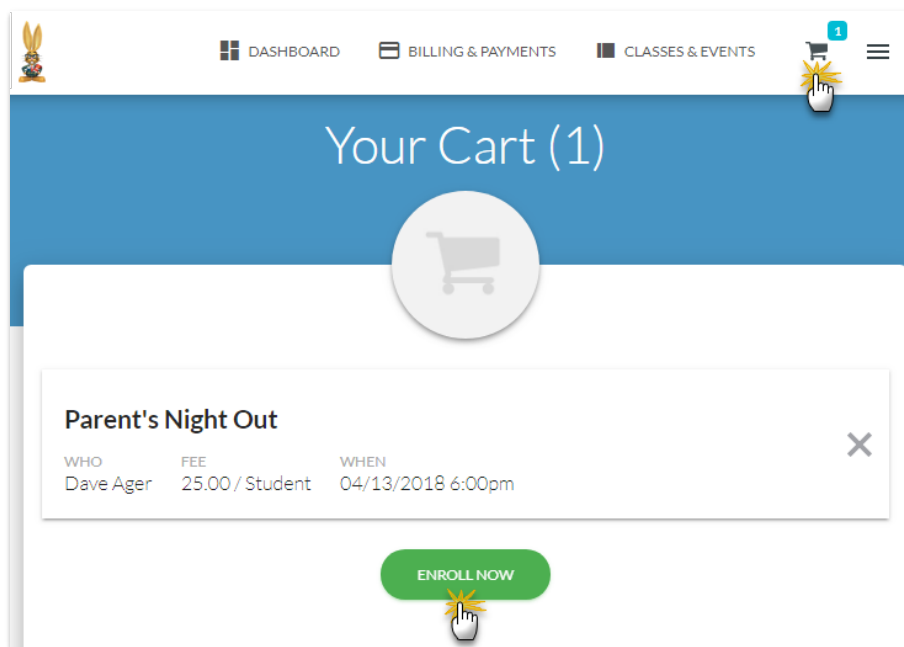 1
DASHBOARD BILLING & PAYMENTS CLASSES & EVENTS
Your Cart (1)
Parent's Night Out
WHO FEE WHEN
Dave Ager 25.00 / Student 04/13/2018 6:00pm
ENROLL NOW